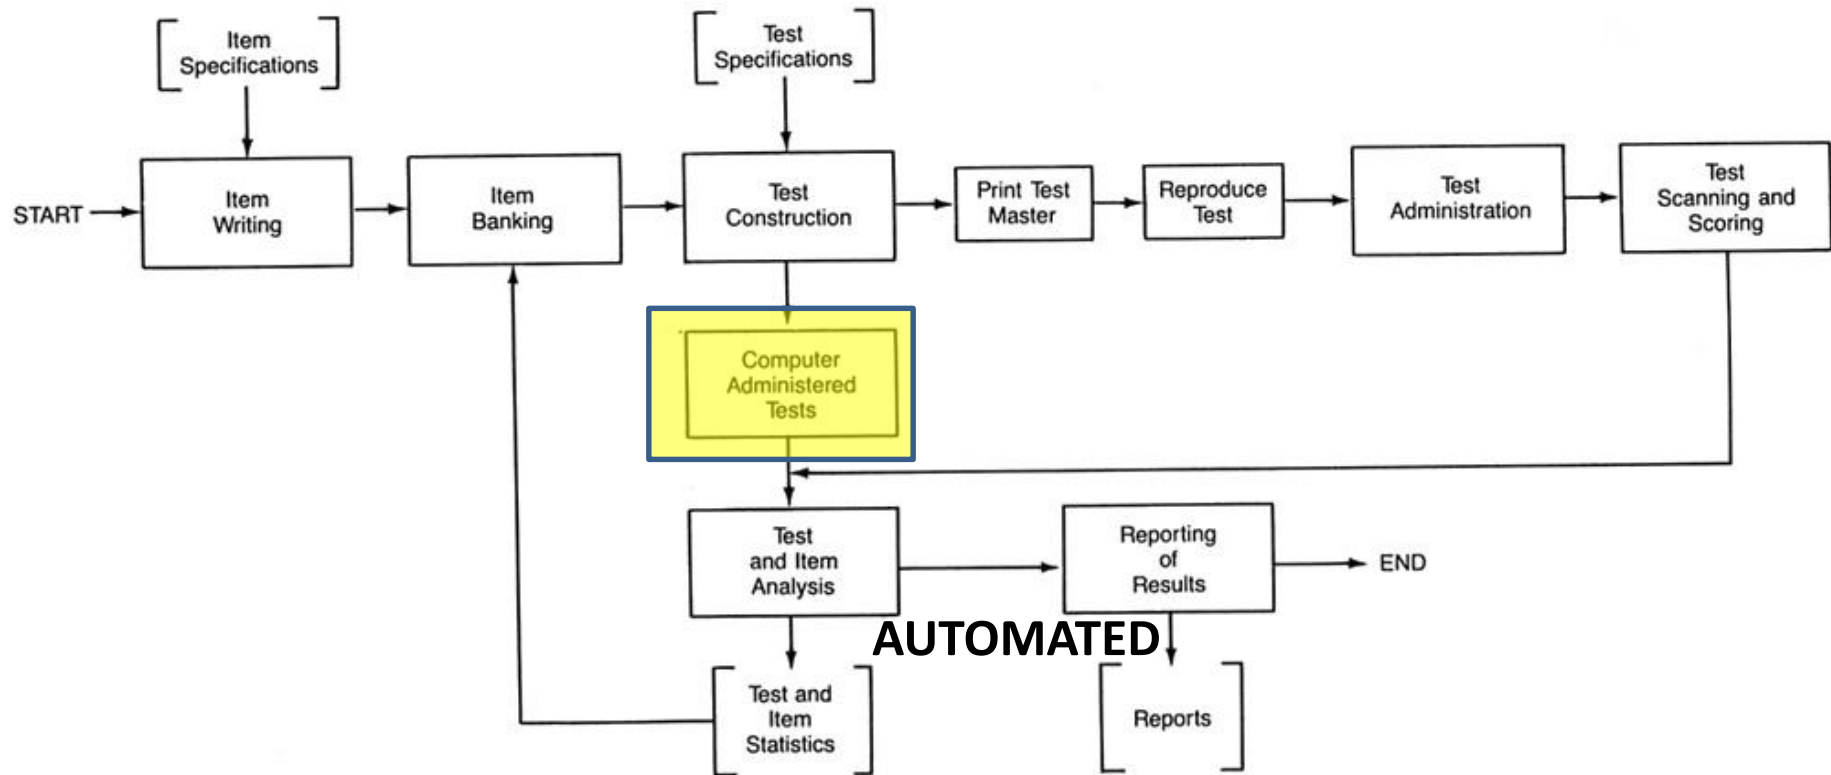 Item
Specifications
Test
Specifications
START
Item
Writing
Item
Banking
Test
Construction
Print Test
Master
Reproduce
Test
Test
Administration
Test
Scanning and
Scoring
Computer
Administered
Tests
Test
and Item
Analysis
Reporting
of
Results
END
AUTOMATED
Test and
Item
Statistics
Reports